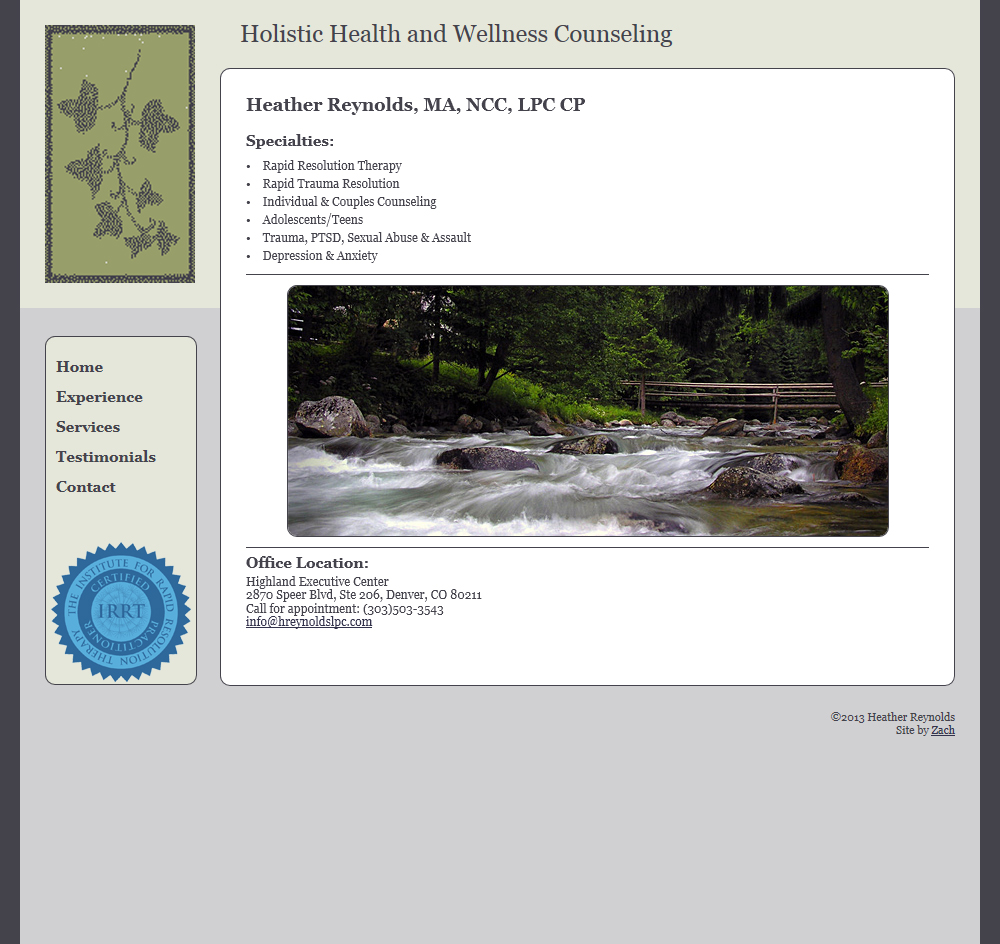 Holistic Health and Wellness Counseling
Heather Reynolds, MA, NCC, LPC CP
Specialties:
• Rapid Resolution Therapy
• Rapid Trauma Resolution
• Individual & Couples Counseling
• Adolescents/Teens
• Trauma, PTSD, Sexual Abuse & Assault
• Depression & Anxiety
Home
Experience
Services
Testimonials
Contact
THE INSTITUTE FOR RAPID RESOLUTION THERAPY
CERTIFIED
IRRT
PRACTITIONER
Office Location:
Highland Executive Center
2870 Speer Blvd, Ste 206, Denver, CO 80211
Call for appointment: (303)503-3543
info@hreynoldslpc.com
©2013 Heather Reynolds
Site by Zach